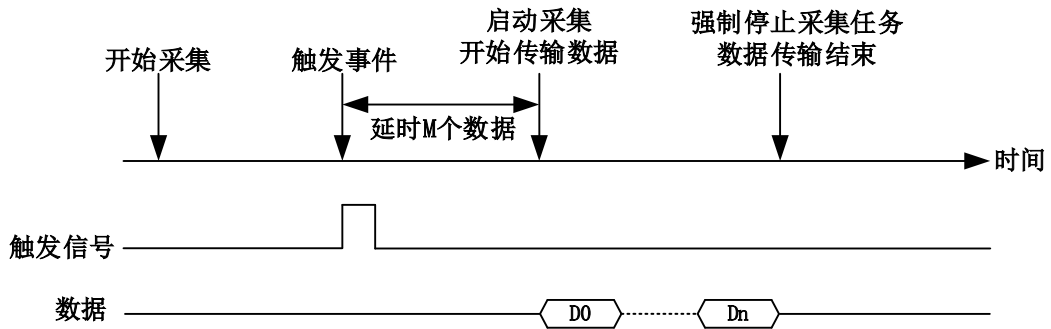 开始采集
触发事件
启动采集
开始传输数据
强制停止采集任务
数据传输结束
延时M个数据
时间
触发信号
数据
D0
Dn